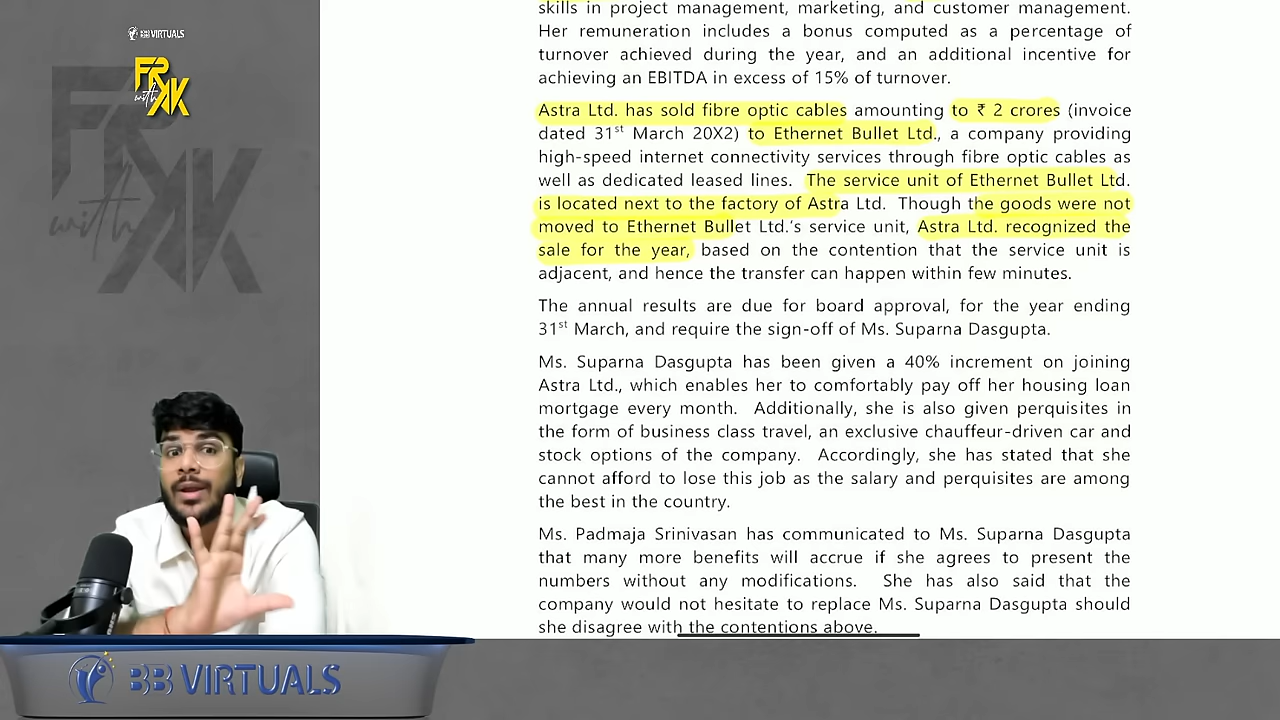 BB VIRTUALS
FR
with
AK
FR
with
AK
skills in project management, marketing, and customer management.
Her remuneration includes a bonus computed as a percentage of
turnover achieved during the year, and an additional incentive for
achieving an EBITDA in excess of 15% of turnover.
Astra Ltd. has sold fibre optic cables amounting to ₹ 2 crores (invoice
dated 31st March 20X2) to Ethernet Bullet Ltd., a company providing
high-speed internet connectivity services through fibre optic cables as
well as dedicated leased lines. The service unit of Ethernet Bullet Ltd.
is located next to the factory of Astra Ltd. Though the goods were not
moved to Ethernet Bullet Ltd.'s service unit, Astra Ltd. recognized the
sale for the year, based on the contention that the service unit is
adjacent, and hence the transfer can happen within few minutes.
The annual results are due for board approval, for the year ending
31st March, and require the sign-off of Ms. Suparna Dasgupta.
Ms. Suparna Dasgupta has been given a 40% increment on joining
Astra Ltd., which enables her to comfortably pay off her housing loan
mortgage every month. Additionally, she is also given perquisites in
the form of business class travel, an exclusive chauffeur-driven car and
stock options of the company. Accordingly, she has stated that she
cannot afford to lose this job as the salary and perquisites are among
the best in the country.
Ms. Padmaja Srinivasan has communicated to Ms. Suparna Dasgupta
that many more benefits will accrue if she agrees to present the
numbers without any modifications. She has also said that the
company would not hesitate to replace Ms. Suparna Dasgupta should
she disagree with the contentions above.
BB VIRTUALS